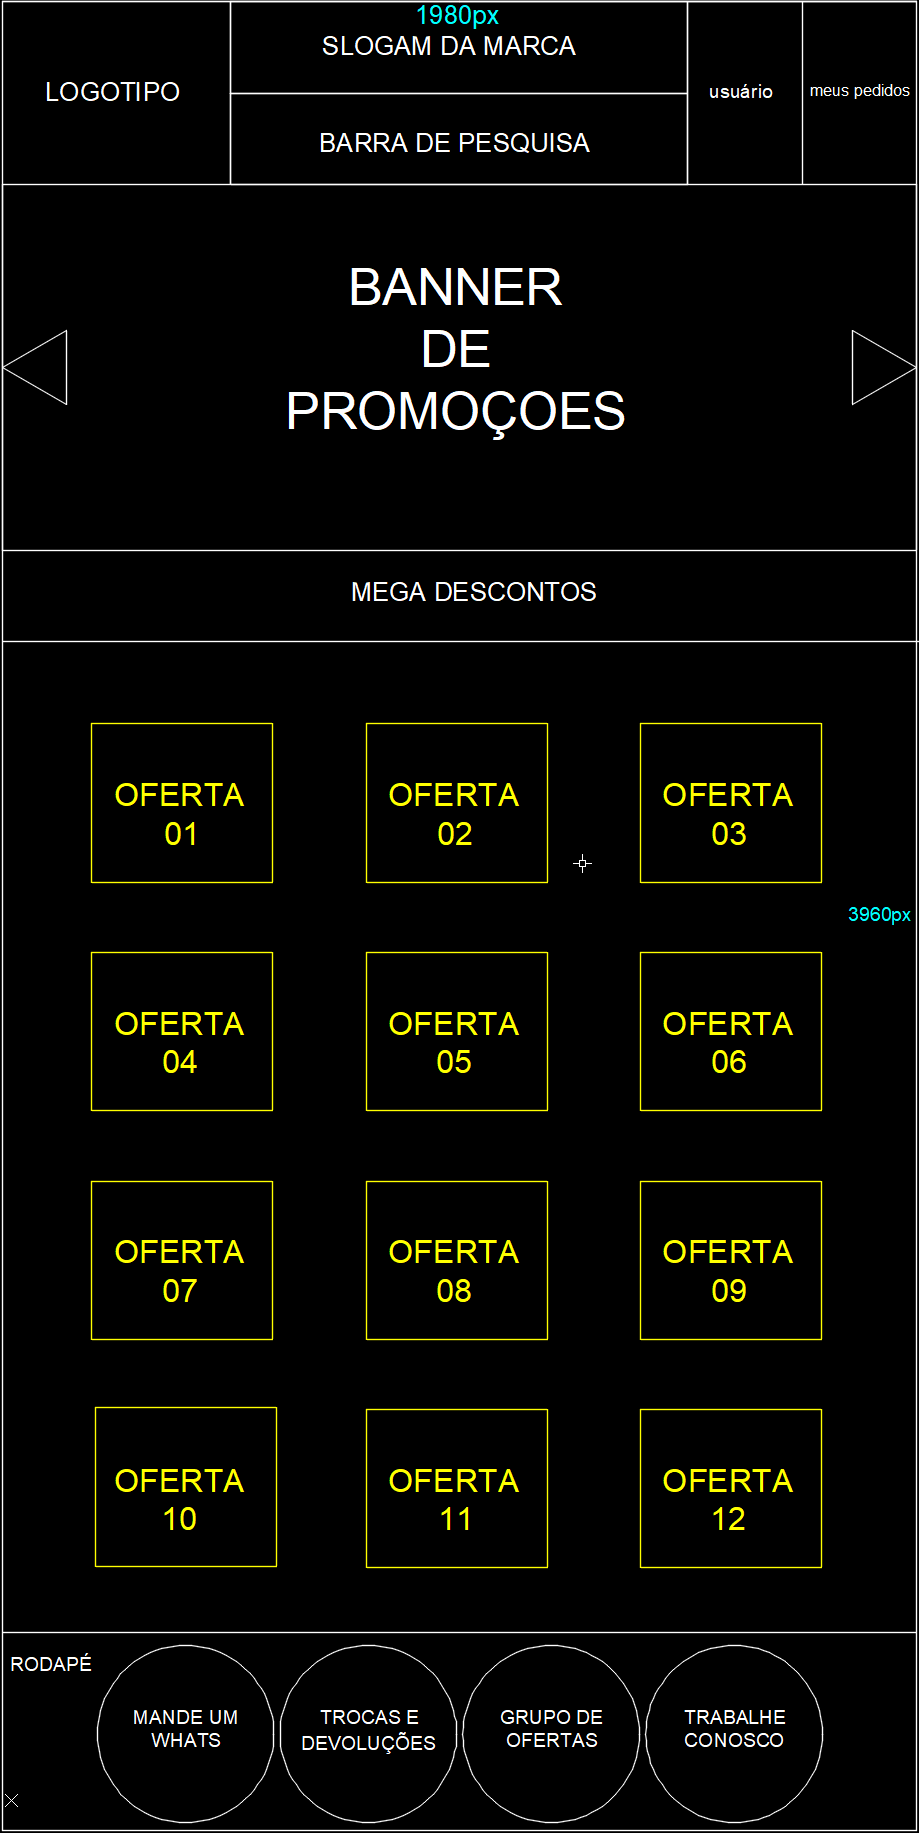 1980px
SLOGAM DA MARCA
LOGOTIPO
usuário
meus pedidos
BARRA DE PESQUISA
BANNER
DE
PROMOÇOES
MEGA DESCONTOS
OFERTA
01
OFERTA
02
OFERTA
03
3960px
OFERTA
04
OFERTA
05
OFERTA
06
OFERTA
07
OFERTA
08
OFERTA
09
OFERTA
10
OFERTA
11
OFERTA
12
RODAPÉ
MANDE UM
WHATS
TROCAS E
DEVOLUÇÕES
GRUPO DE
OFERTAS
TRABALHE
CONOSCO